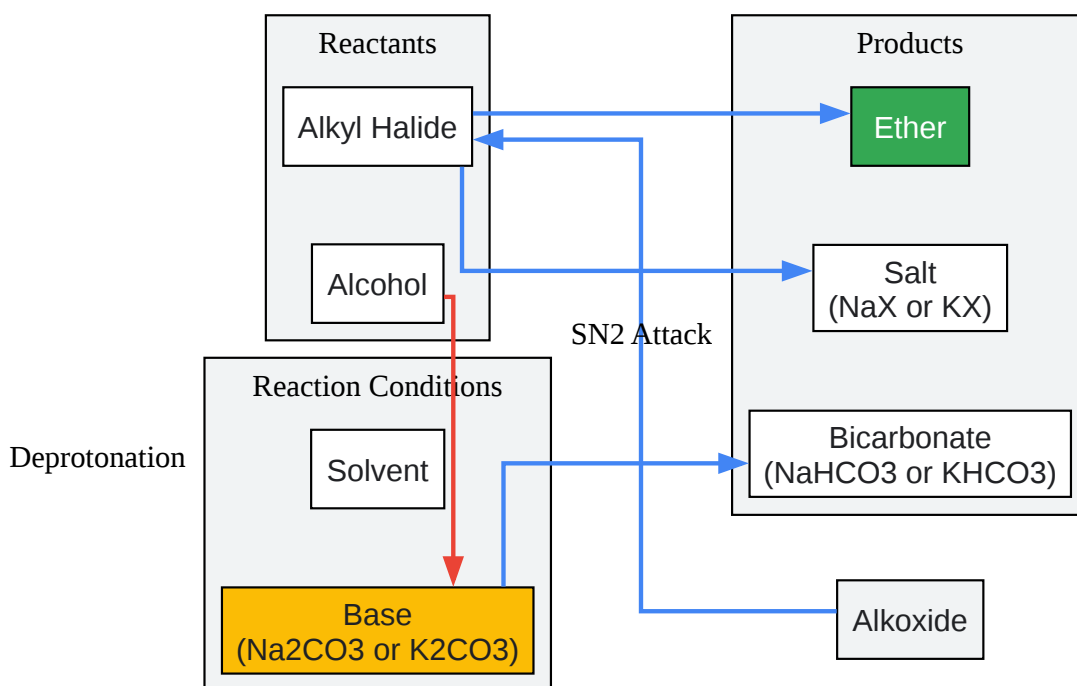 Reactants
Alkyl Halide
Alcohol
Products
Ether
Salt
(NaX or KX)
Bicarbonate
(NaHCO3 or KHCO3)
SN2 Attack
Reaction Conditions
Solvent
Base
(Na2CO3 or K2CO3)
Deprotonation
Alkoxide